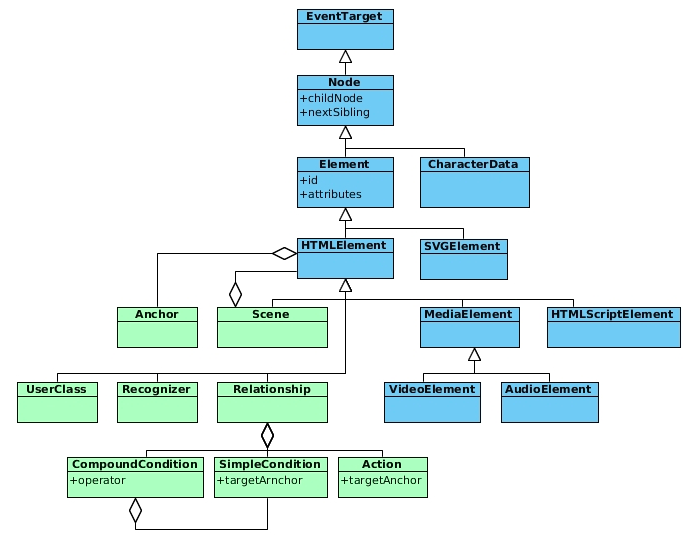 EventTarget
Node
+childNode
+nextSibling
Element
+id
+attributes
CharacterData
HTMLElement
SVGElement
Anchor
Scene
MediaElement
HTMLScriptElement
UserClass
Recognizer
Relationship
VideoElement
AudioElement
CompoundCondition
+operator
SimpleCondition
+targetArnchor
Action
+targetAnchor